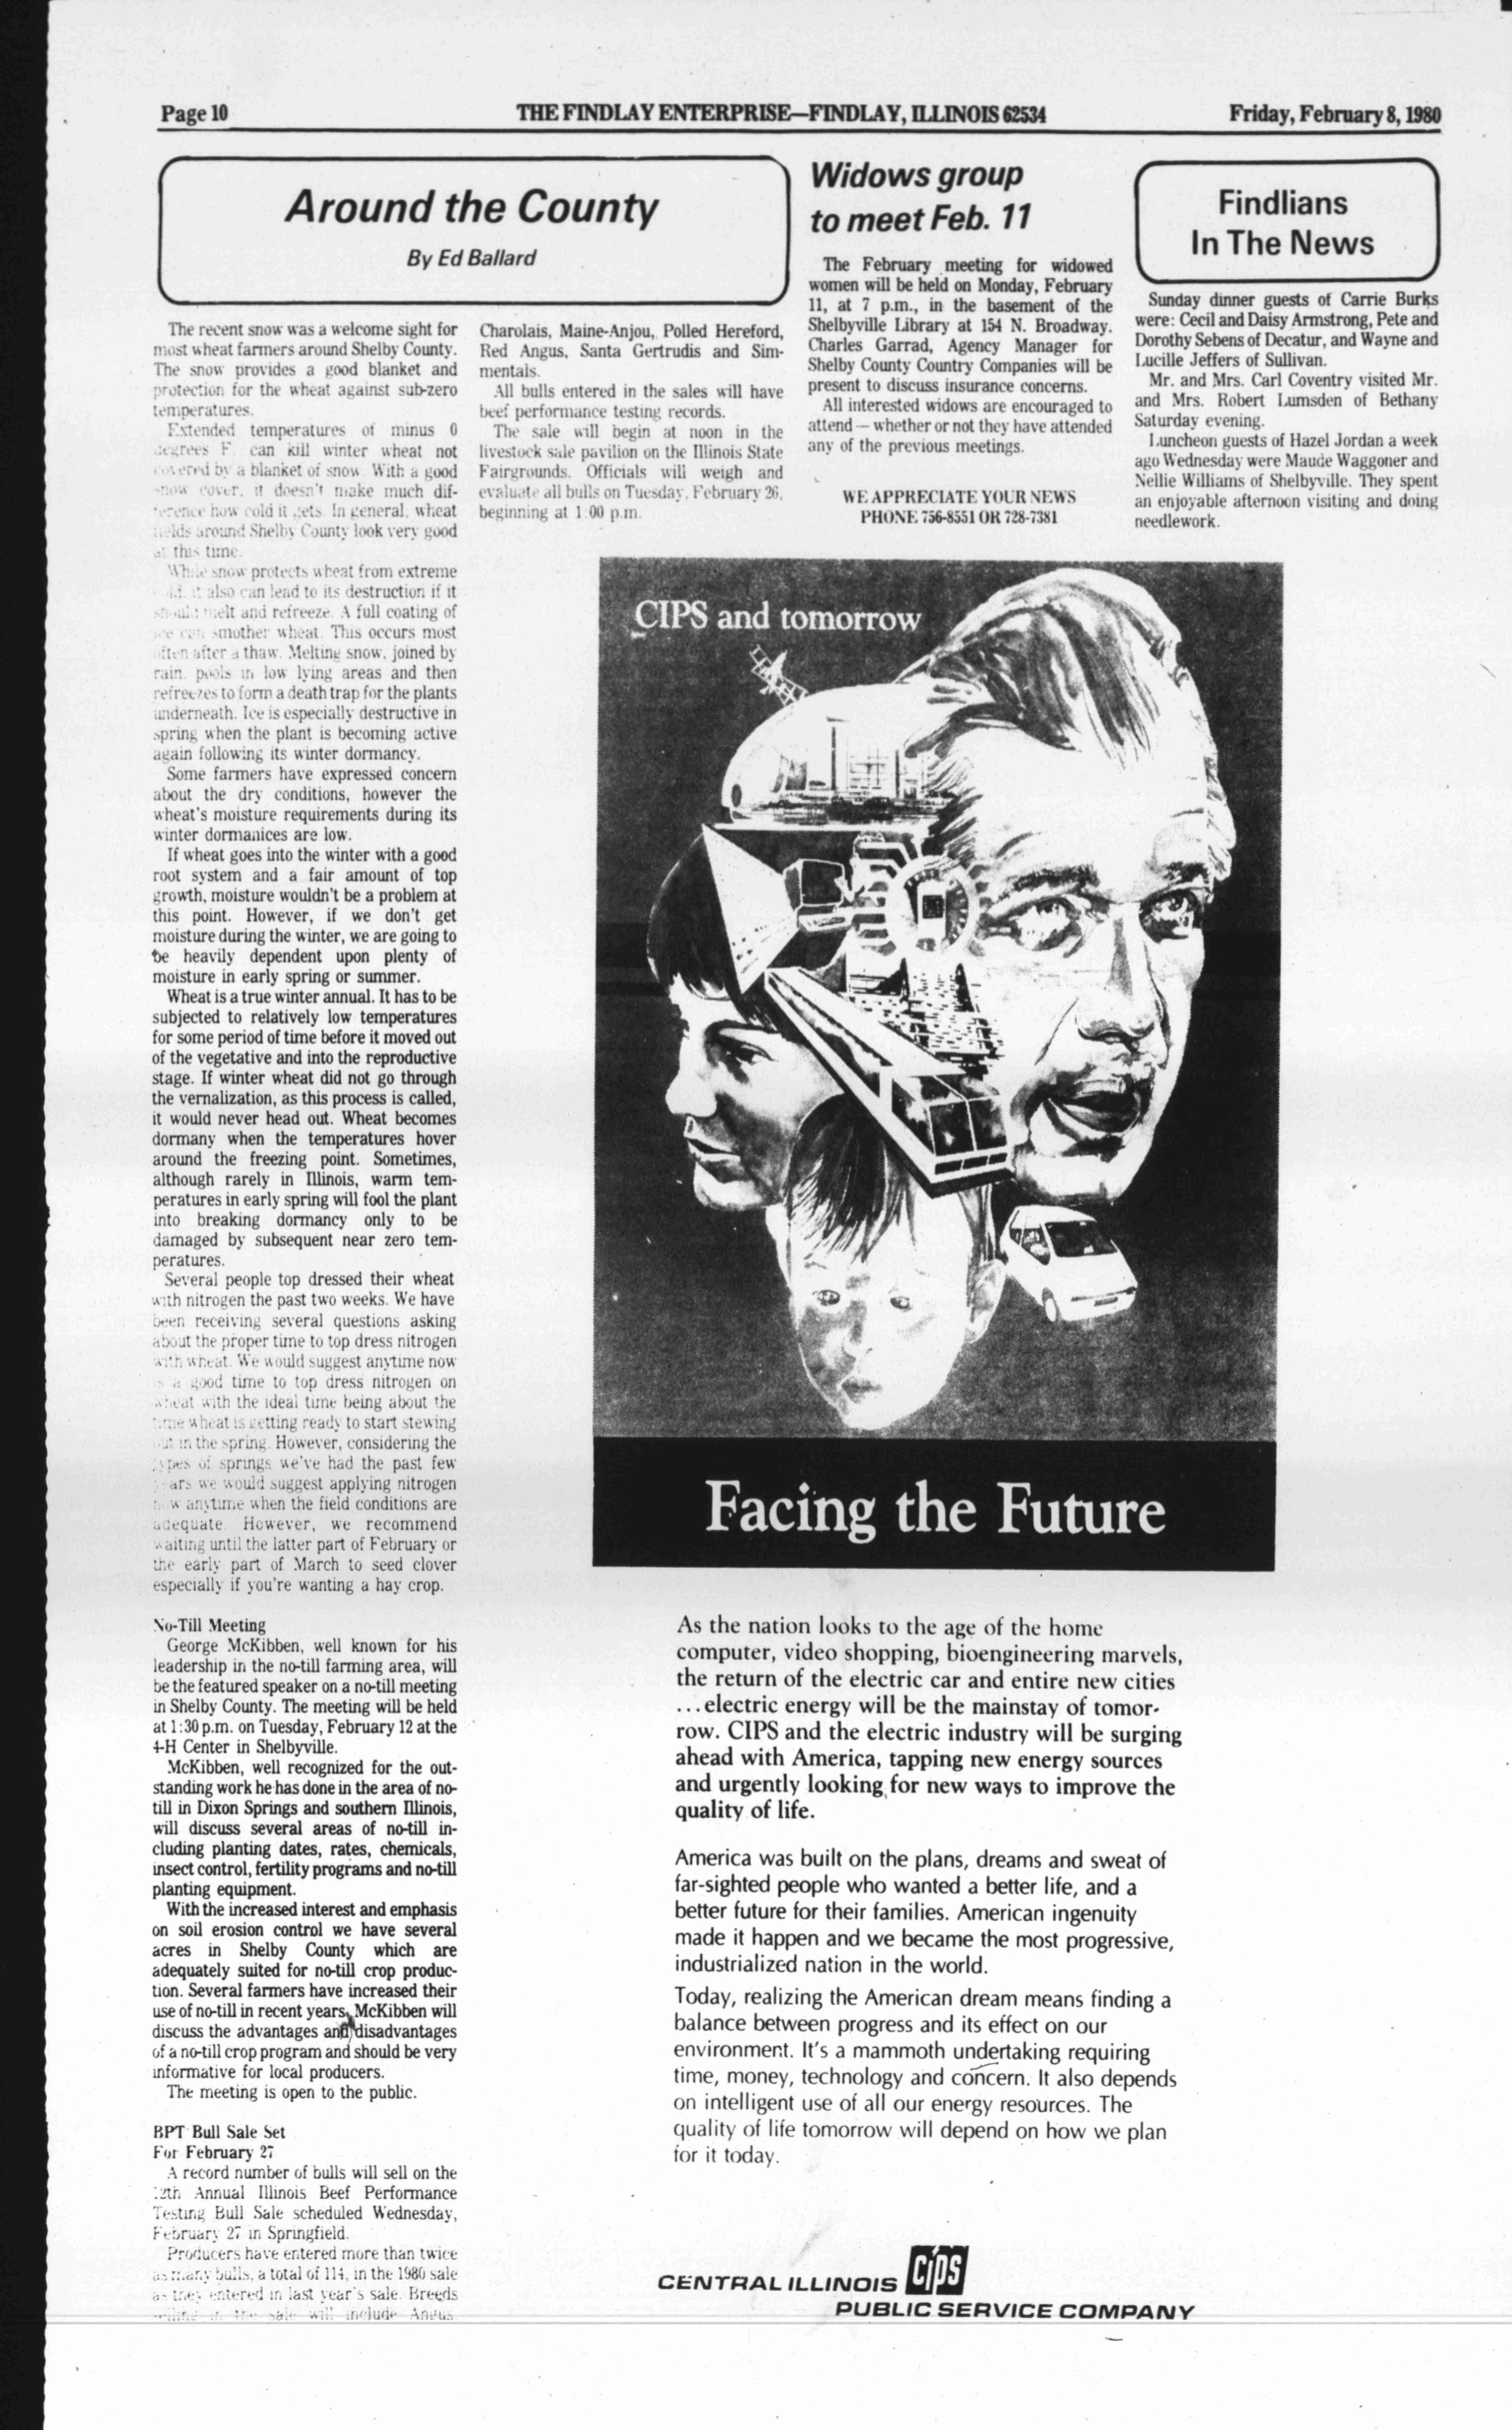 Page 10
THE FINDLAY ENTERPRISE—FINDLAY, ILLINOIS 62534
Friday, February 8, 1980
Around the County
By Ed Ballard
The recent snow was a welcome sight for
most wheat farmers around Shelby County.
The snow provides a good blanket and
protection for the wheat against sub-zero
temperatures.
Extended temperatures of minus 0
degrees F. can kill winter wheat not
covered by a blanket of snow. With a good
snow cover, it doesn't make much dif-
ference how cold it gets. In general, wheat
fields around Shelby County look very good
at this time.
While snow protects wheat from extreme
it also can lead to its destruction if it
should melt and refreeze. A full coating of
ice can smother wheat. This occurs most
often after a thaw. Melting snow, joined by
rain, pools in low lying areas and then
refreezes to form a death trap for the plants
underneath. Ice is especially destructive in
spring when the plant is becoming active
again following its winter dormancy.
Some farmers have expressed concern
about the dry conditions, however the
wheat's moisture requirements during its
winter dormanices are low.
If wheat goes into the winter with a good
root system and a fair amount of top
growth, moisture wouldn't be a problem at
this point. However, if we don't get
moisture during the winter, we are going to
be heavily dependent upon plenty of
moisture in early spring or summer.
Wheat is a true winter annual. It has to be
subjected to relatively low temperatures
for some period of time before it moved out
of the vegetative and into the reproductive
stage. If winter wheat did not go through
the vernalization, as this process is called,
it would never head out. Wheat becomes
dormany when the temperatures hover
around the freezing point. Sometimes,
although rarely in Illinois, warm tem-
peratures in early spring will fool the plant
into breaking dormancy only to be
damaged by subsequent near zero tem-
peratures.
Several people top dressed their wheat
with nitrogen the past two weeks. We have
been receiving several questions asking
about the proper time to top dress nitrogen
with wheat. We would suggest anytime now
is a good time to top dress nitrogen on
wheat with the ideal time being about the
time wheat is getting ready to start stewing
out in the spring. However, considering the
types of springs we've had the past few
years we would suggest applying nitrogen
now anytime when the field conditions are
adequate. However, we recommend
waiting until the latter part of February or
the early part of March to seed clover
especially if you're wanting a hay crop.
No-Till Meeting
George McKibben, well known for his
leadership in the no-till farming area, will
be the featured speaker on a no-till meeting
in Shelby County. The meeting will be held
at 1:30 p.m. on Tuesday, February 12 at the
4-H Center in Shelbyville.
McKibben, well recognized for the out-
standing work he has done in the area of no-
till in Dixon Springs and southern Illinois,
will discuss several areas of no-till in-
cluding planting dates, rates, chemicals,
insect control, fertility programs and no-till
planting equipment.
With the increased interest and emphasis
on soil erosion control we have several
acres in Shelby County which are
adequately suited for no-till crop produc-
tion. Several farmers have increased their
use of no-till in recent years. McKibben will
discuss the advantages and disadvantages
of a no-till crop program and should be very
informative for local producers.
The meeting is open to the public.
BPT Bull Sale Set
For February 27
A record number of bulls will sell on the
12th Annual Illinois Beef Performance
Testing Bull Sale scheduled Wednesday,
February 27 in Springfield.
Producers have entered more than twice
as many bulls, a total of 114, in the 1980 sale
as they entered in last year's sale. Breeds
selling in the sale will include Angus,
Charolais, Maine-Anjou, Polled Hereford,
Red Angus, Santa Gertrudis and Sim-
mentals.
All bulls entered in the sales will have
beef performance testing records.
The sale will begin at noon in the
livestock sale pavilion on the Illinois State
Fairgrounds. Officials will weigh and
evaluate all bulls on Tuesday, February 26,
beginning at 1:00 p.m.
Widows group
to meet Feb. 11
The February meeting for widowed
women will be held on Monday, February
11, at 7 p.m., in the basement of the
Shelbyville Library at 154 N. Broadway.
Charles Garrad, Agency Manager for
Shelby County Country Companies will be
present to discuss insurance concerns.
All interested widows are encouraged to
attend — whether or not they have attended
any of the previous meetings.
WE APPRECIATE YOUR NEWS
PHONE 756-8551 OR 728-7381
Findlians
In The News
Sunday dinner guests of Carrie Burks
were: Cecil and Daisy Armstrong, Pete and
Dorothy Sebens of Decatur, and Wayne and
Lucille Jeffers of Sullivan.
Mr. and Mrs. Carl Coventry visited Mr.
and Mrs. Robert Lumsden of Bethany
Saturday evening.
Luncheon guests of Hazel Jordan a week
ago Wednesday were Maude Waggoner and
Nellie Williams of Shelbyville. They spent
an enjoyable afternoon visiting and doing
needlework.
CIPS and tomorrow
Facing the Future
As the nation looks to the age of the home
computer, video shopping, bioengineering marvels,
the return of the electric car and entire new cities
...electric energy will be the mainstay of tomor-
row. CIPS and the electric industry will be surging
ahead with America, tapping new energy sources
and urgently looking for new ways to improve the
quality of life.
America was built on the plans, dreams and sweat of
far-sighted people who wanted a better life, and a
better future for their families. American ingenuity
made it happen and we became the most progressive,
industrialized nation in the world.
Today, realizing the American dream means finding a
balance between progress and its effect on our
environment. It's a mammoth undertaking requiring
time, money, technology and concern. It also depends
on intelligent use of all our energy resources. The
quality of life tomorrow will depend on how we plan
for it today.
CENTRAL ILLINOIS cips
PUBLIC SERVICE COMPANY